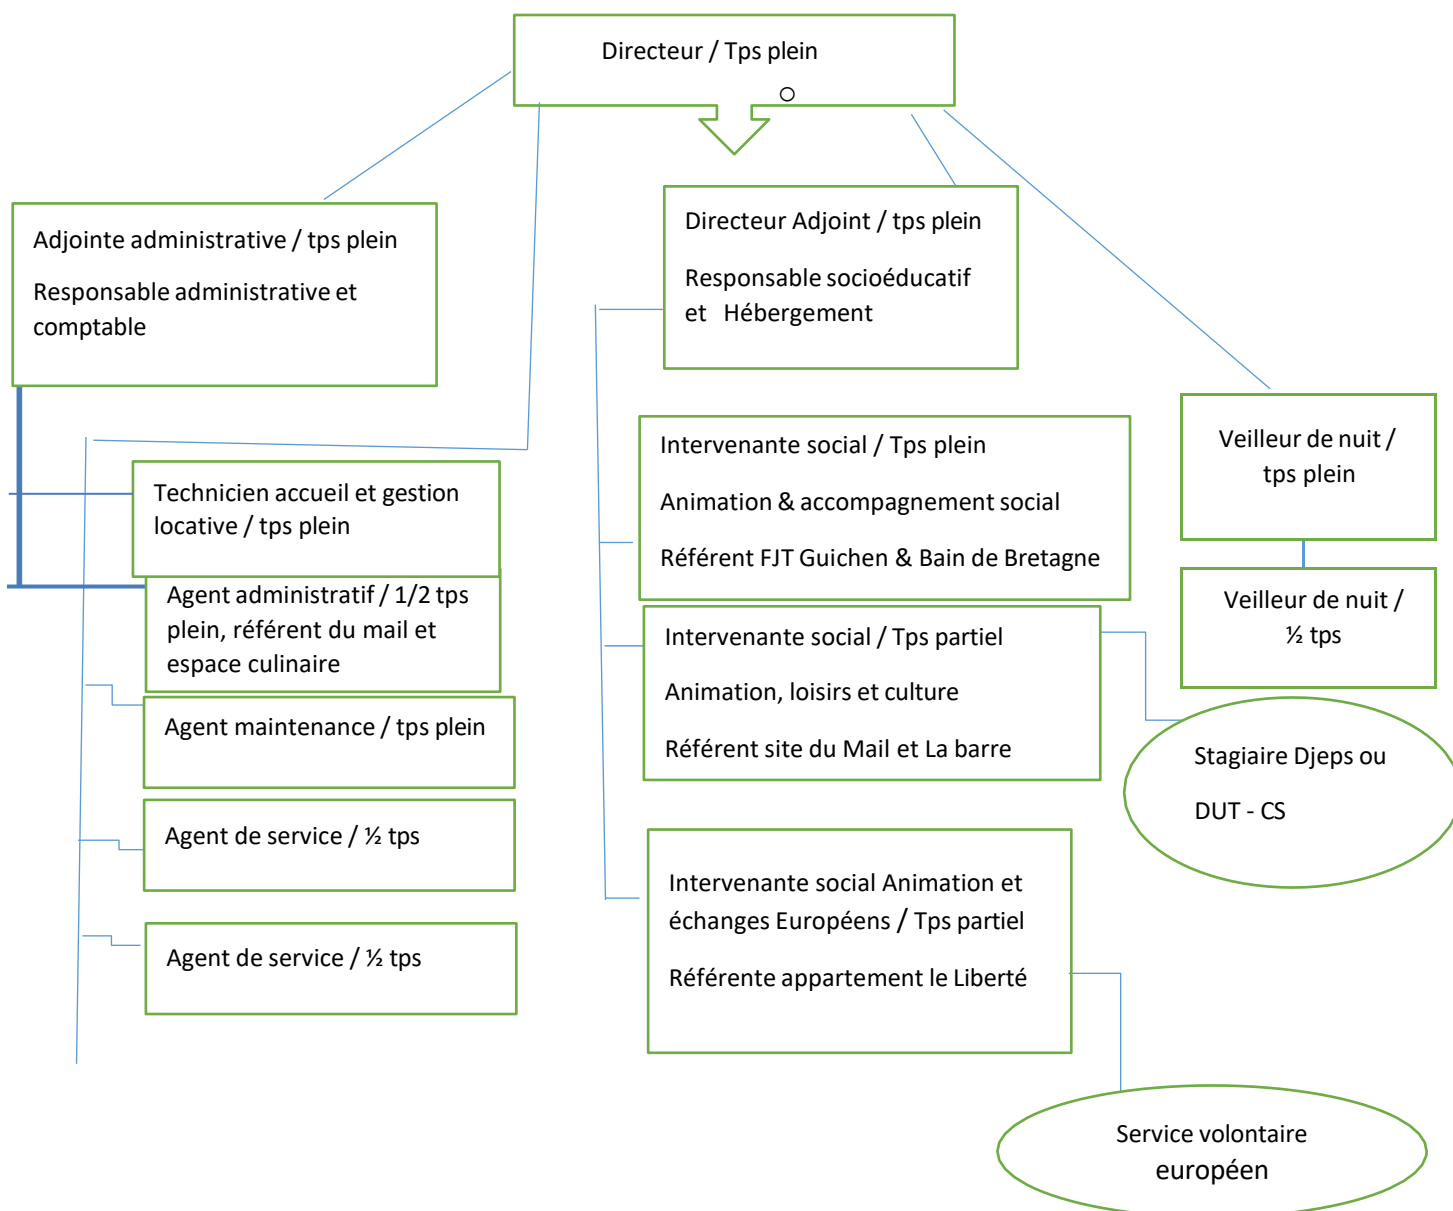 Directeur / Tps plein
Adjointe administrative / tps plein
Responsable administrative et
comptable
Directeur Adjoint / tps plein
Responsable socioéducatif
et Hébergement
Technicien accueil et gestion
locative / tps plein
Agent administratif / 1/2 tps
plein, référent du mail et
espace culinaire
Agent maintenance / tps plein
Agent de service / ½ tps
Agent de service / ½ tps
Intervenante social / Tps plein
Animation & accompagnement social
Référent FJT Guichen & Bain de Bretagne
Intervenante social / Tps partiel
Animation, loisirs et culture
Référent site du Mail et La barre
Intervenante social Animation et
échanges Européens / Tps partiel
Référente appartement le Liberté
Veilleur de nuit /
tps plein
Veilleur de nuit /
½ tps
Stagiaire Djeps ou
DUT - CS
Service volontaire
européen